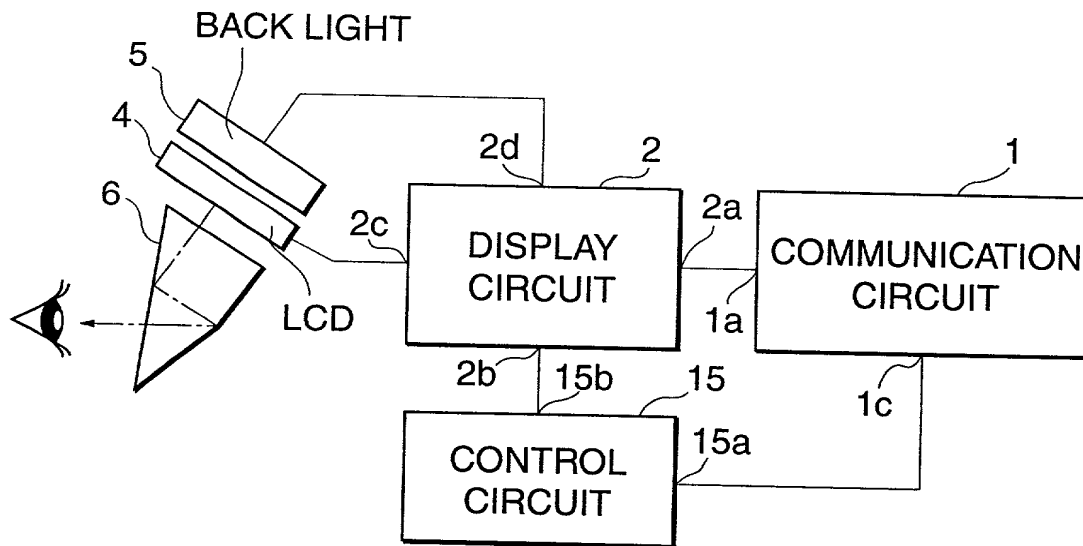 BACK LIGHT
5
4
6
2d
2
1
2c
2a
DISPLAY
CIRCUIT
COMMUNICATION
CIRCUIT
LCD
1a
2b
15b
15
1c
15a
CONTROL
CIRCUIT